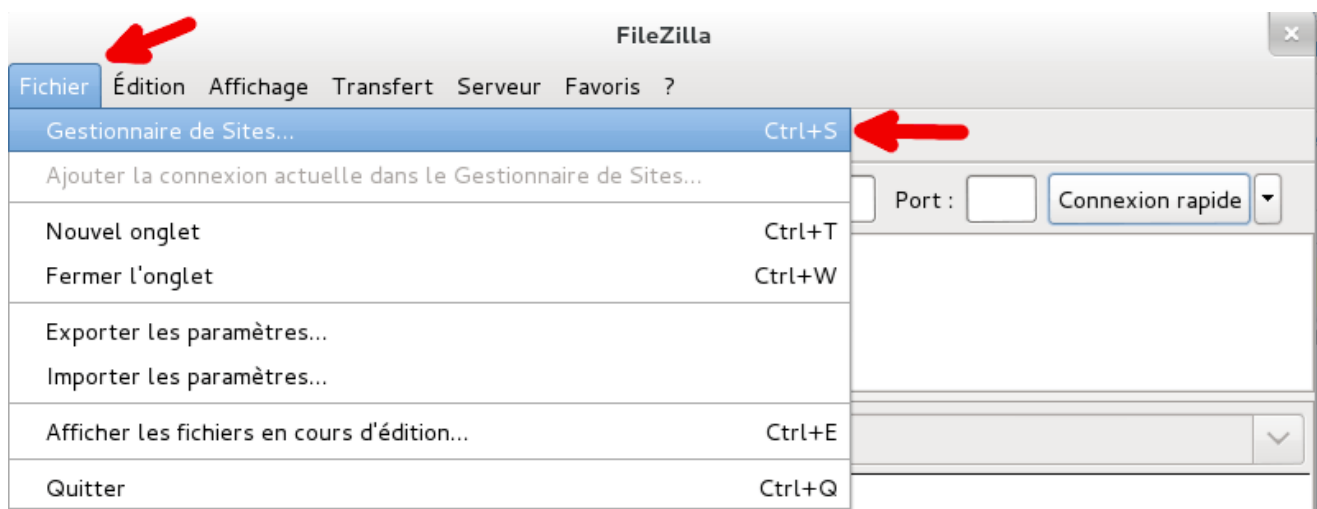 FileZilla
Fichier Édition Affichage Transfert Serveur Favoris ?
Gestionnaire de Sites... Ctrl+S
Ajouter la connexion actuelle dans le Gestionnaire de Sites...
Port : Connexion rapide
Nouvel onglet Ctrl+T
Fermer l'onglet Ctrl+W
Exporter les paramètres...
Importer les paramètres...
Afficher les fichiers en cours d'édition... Ctrl+E
Quitter Ctrl+Q